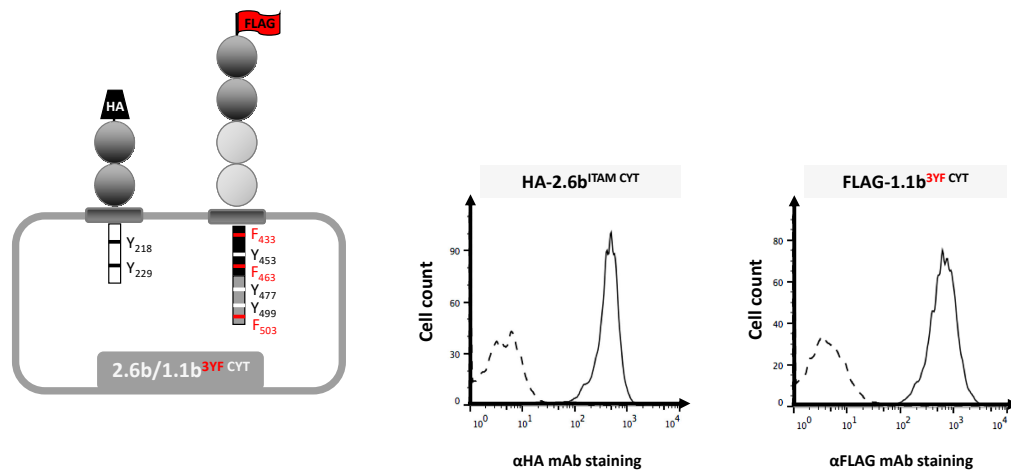 FLAG
HA
Y218
Y229
F433
Y453
F463
Y477
Y499
F503
2.6b/1.1b3YF CYT
HA-2.6bITAM CYT
Cell count
90
60
30
0
10^0 10^1 10^2 10^3 10^4
αHA mAb staining
FLAG-1.1b3YF CYT
Cell count
80
60
40
20
0
10^0 10^1 10^2 10^3 10^4
αFLAG mAb staining